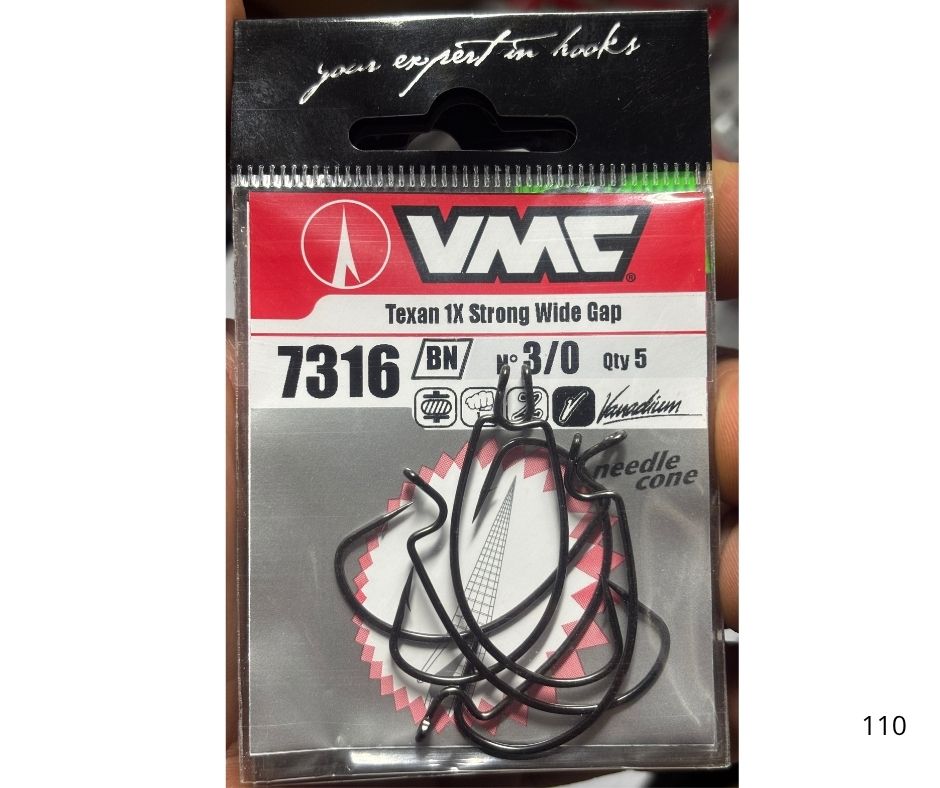 your expert in hooks
VMC®
Texan 1X Strong Wide Gap
7316 BN N° 3/0 Qty 5
Vanadium
needle
cone
110